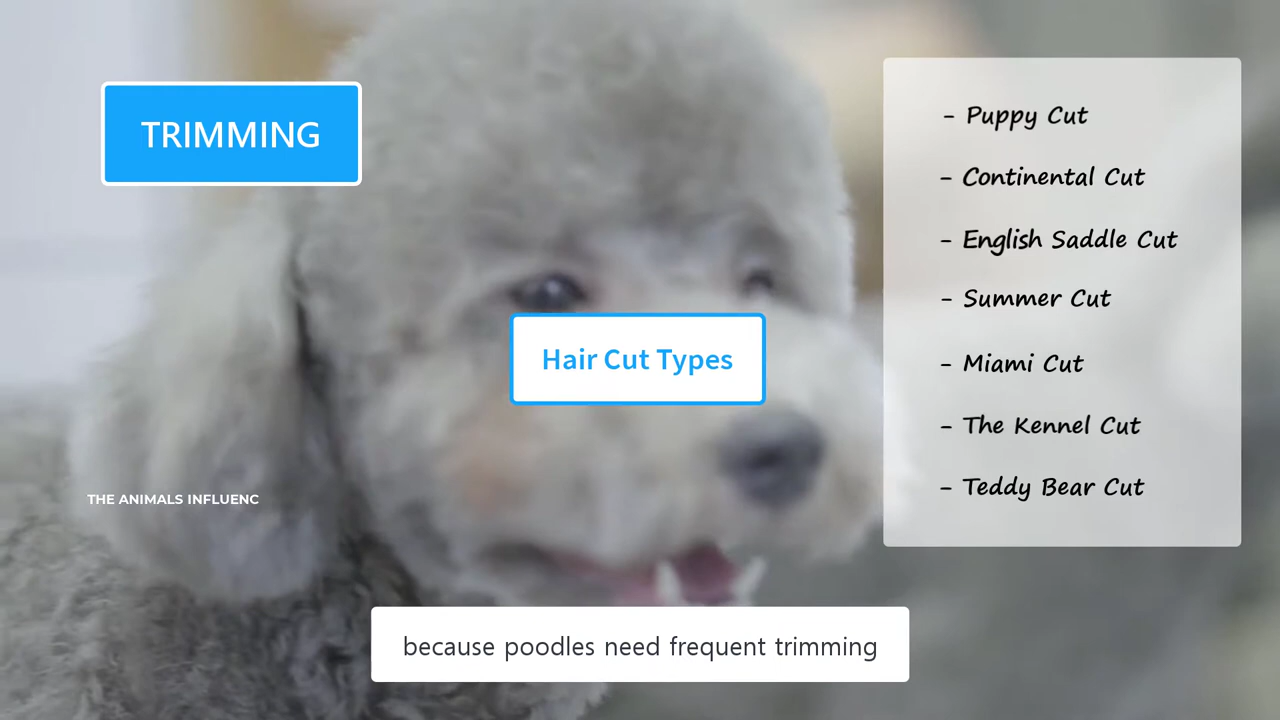 TRIMMING
- Puppy Cut
- Continental Cut
- English Saddle Cut
- Summer Cut
- Miami Cut
- The Kennel Cut
- Teddy Bear Cut
Hair Cut Types
THE ANIMALS INFLUENC
because poodles need frequent trimming